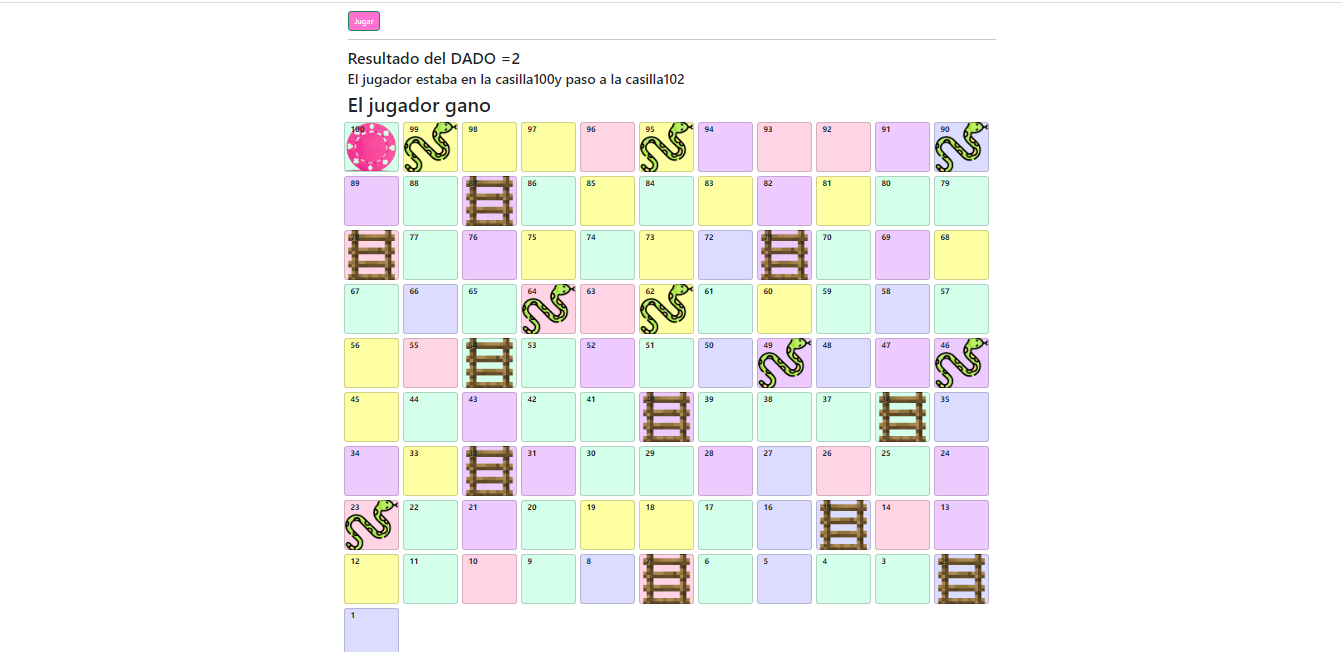 Jugar
Resultado del DADO =2
El jugador estaba en la casilla100y paso a la casilla102
El jugador gano
100 99 98 97 96 95 94 93 92 91 90
89 88 86 85 84 83 82 81 80 79
77 76 75 74 73 72 70 69 68
67 66 65 64 63 62 61 60 59 58 57
56 55 53 52 51 50 49 48 47 46
45 44 43 42 41 39 38 37 35
34 33 31 30 29 28 27 26 25 24
23 22 21 20 19 18 17 16 14 13
12 11 10 9 8 6 5 4 3
1